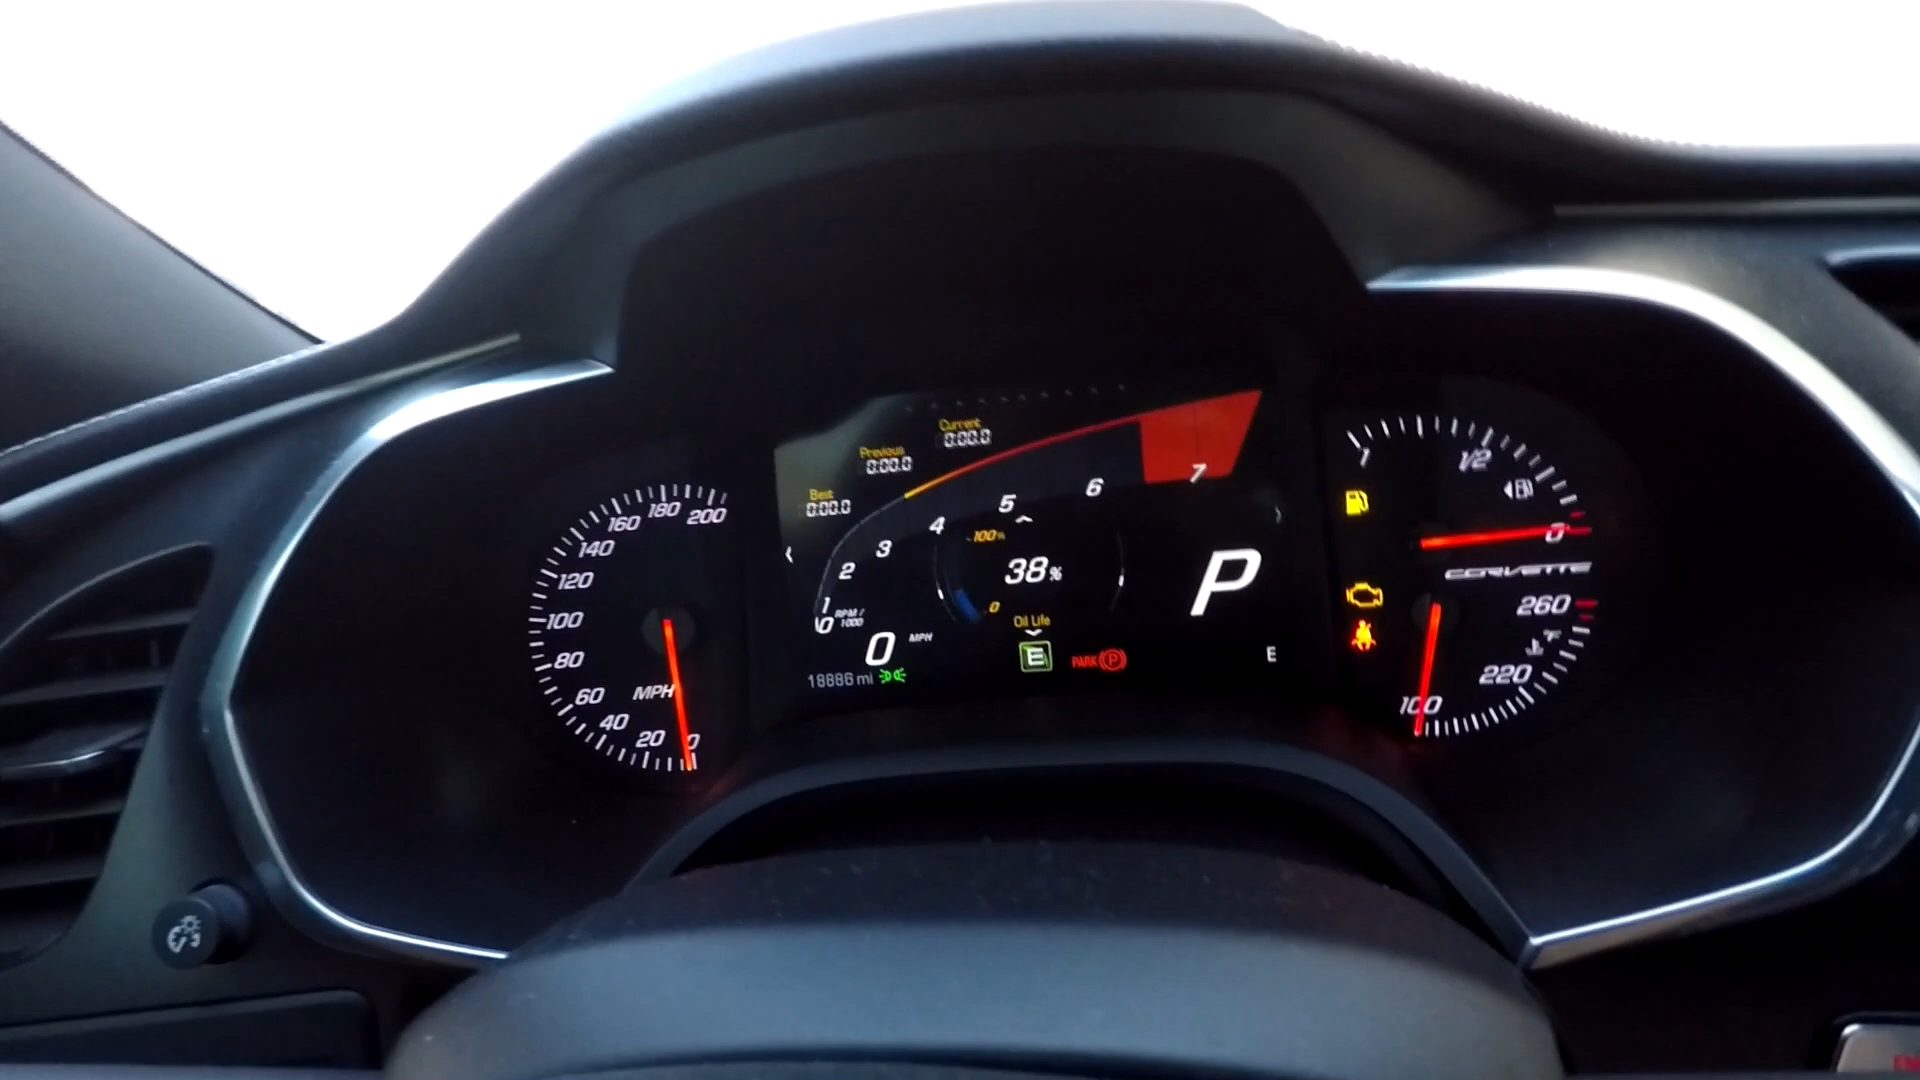 Current
0:00.0
Previous
0:00.0
Best
0:00.0
1 2 3 4 5 6 7
0
RPM /
1000
100%
38%
0
Oil Life
0 MPH
18886 mi
E
PARK P
P
E
200
180
160
140
120
100
80
60
40
20
0
MPH
1
1/2
0
CORVETTE
260
°F
220
100